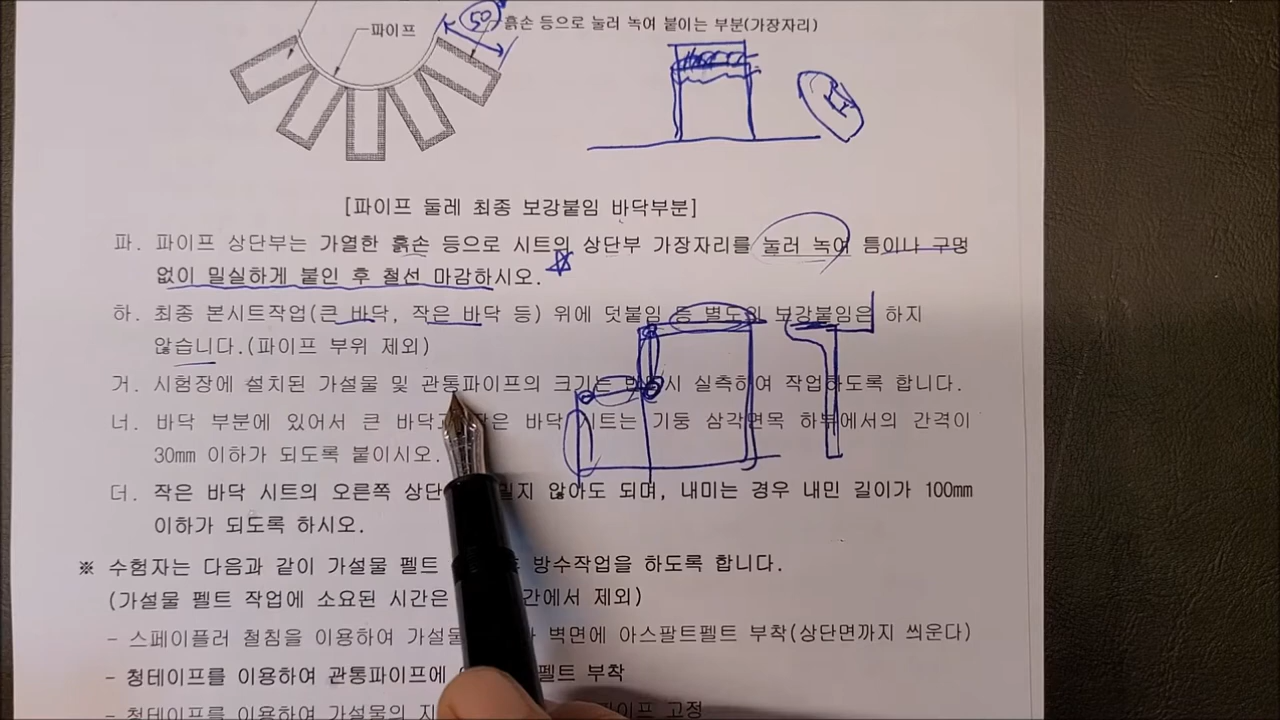 파이프
흙손 등으로 눌러 녹여 붙이는 부분(가장자리)
[파이프 둘레 최종 보강붙임 바닥부분]
파. 파이프 상단부는 가열한 흙손 등으로 시트의 상단부 가장자리를 눌러 녹여 틈이나 구멍
없이 밀실하게 붙인 후 철선 마감하시오.
하. 최종 본시트작업(큰 바닥, 작은 바닥 등) 위에 덧붙임 등 별도의 보강붙임은 하지
않습니다.(파이프 부위 제외)
거. 시험장에 설치된 가설물 및 관통파이프의 크기는 시 실측하여 작업하도록 합니다.
너. 바닥 부분에 있어서 큰 바닥 바닥 시트는 기둥 삼각면목 하부에서의 간격이
30mm 이하가 되도록 붙이시오.
더. 작은 바닥 시트의 오른쪽 상단 않아도 되며, 내미는 경우 내민 길이가 100mm
이하가 되도록 하시오.
※ 수험자는 다음과 같이 가설물 펠트 방수작업을 하도록 합니다.
(가설물 펠트 작업에 소요된 시간은 제외)
- 스페이플러 철침을 이용하여 가설물 벽면에 아스팔트펠트 부착(상단면까지 씌운다)
- 청테이프를 이용하여 관통파이프에 펠트 부착
- 청테이프를 이용하여 가설물의 고정